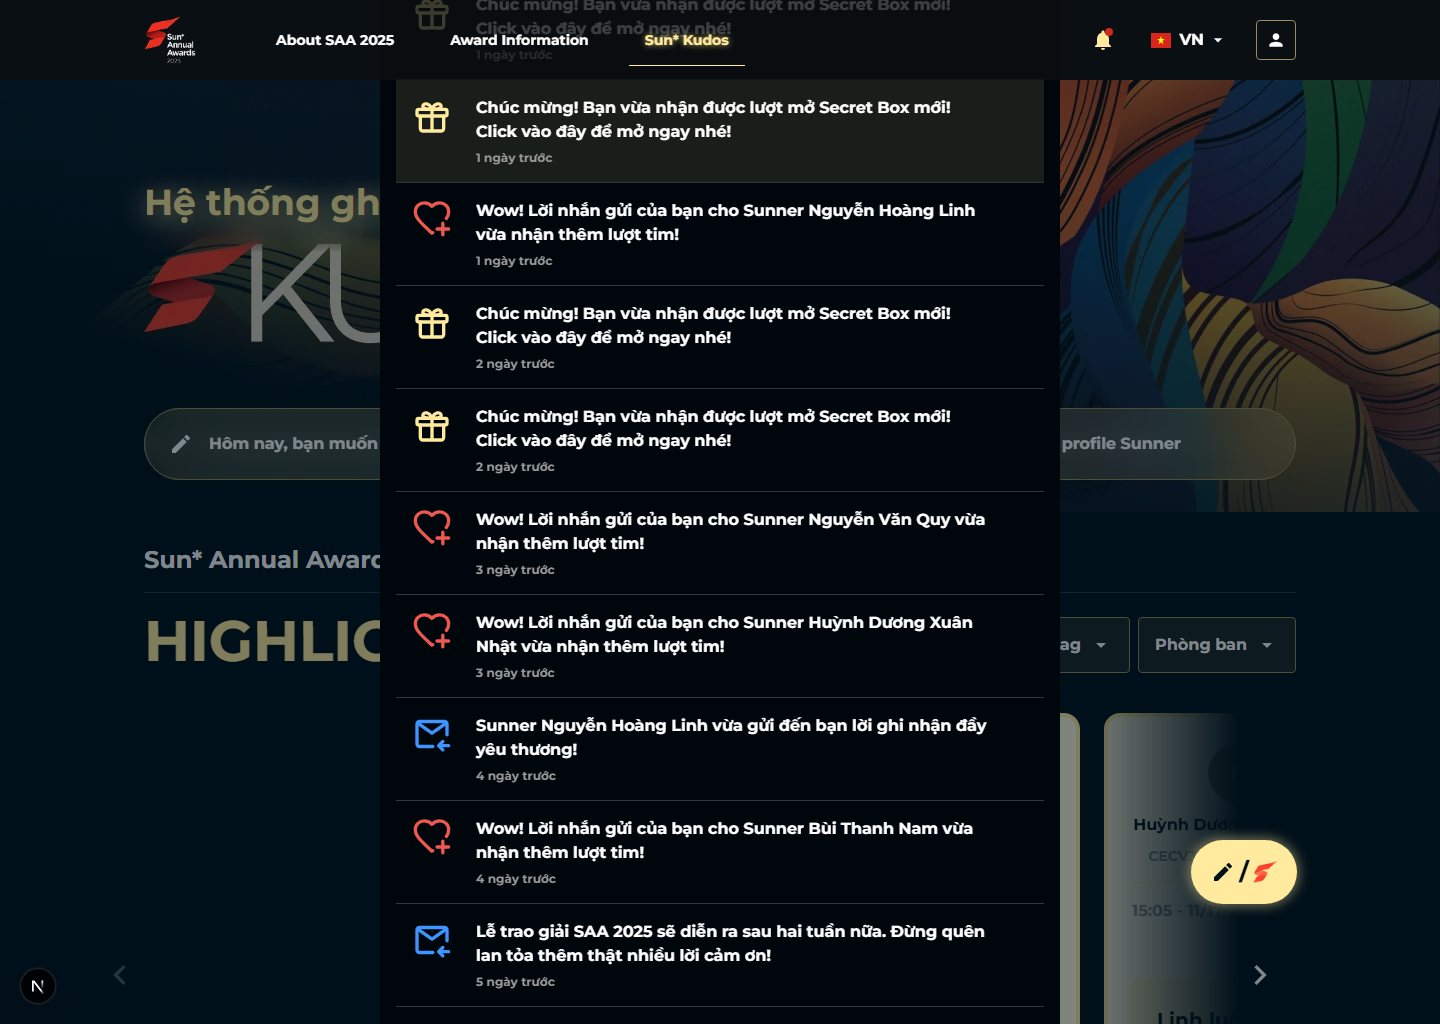 Chúc mừng! Bạn vừa nhận được lượt mở Secret Box mới!
Click vào đây để mở ngay nhé!
1 ngày trước
Sun*
Annual
Awards
2025
About SAA 2025
Award Information
Sun* Kudos
VN
Chúc mừng! Bạn vừa nhận được lượt mở Secret Box mới!
Click vào đây để mở ngay nhé!
1 ngày trước
Wow! Lời nhắn gửi của bạn cho Sunner Nguyễn Hoàng Linh
vừa nhận thêm lượt tim!
1 ngày trước
Chúc mừng! Bạn vừa nhận được lượt mở Secret Box mới!
Click vào đây để mở ngay nhé!
2 ngày trước
Chúc mừng! Bạn vừa nhận được lượt mở Secret Box mới!
Click vào đây để mở ngay nhé!
2 ngày trước
Wow! Lời nhắn gửi của bạn cho Sunner Nguyễn Văn Quy vừa
nhận thêm lượt tim!
3 ngày trước
Wow! Lời nhắn gửi của bạn cho Sunner Huỳnh Dương Xuân
Nhật vừa nhận thêm lượt tim!
3 ngày trước
Sunner Nguyễn Hoàng Linh vừa gửi đến bạn lời ghi nhận đầy
yêu thương!
4 ngày trước
Wow! Lời nhắn gửi của bạn cho Sunner Bùi Thanh Nam vừa
nhận thêm lượt tim!
4 ngày trước
Lễ trao giải SAA 2025 sẽ diễn ra sau hai tuần nữa. Đừng quên
lan tỏa thêm thật nhiều lời cảm ơn!
5 ngày trước
Hệ thống gh
KU
Hôm nay, bạn muốn
profile Sunner
Sun* Annual Award
HIGHLIG
ag
Phòng ban
Huỳnh Dươn
CECV
15:05 - 11/
Linh
/
N